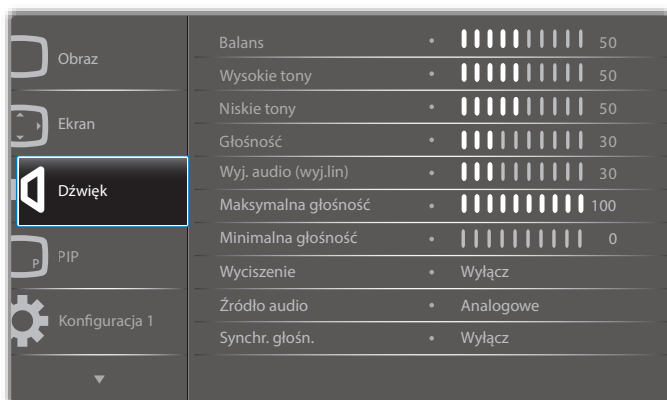 Obraz
Ekran
Dźwięk
P
PIP
Konfiguracja 1
Balans • 50
Wysokie tony • 50
Niskie tony • 50
Głośność • 30
Wyj. audio (wyj.lin) • 30
Maksymalna głośność • 100
Minimalna głośność • 0
Wyciszenie • Wyłącz
Źródło audio • Analogowe
Synchr. głośn. • Wyłącz